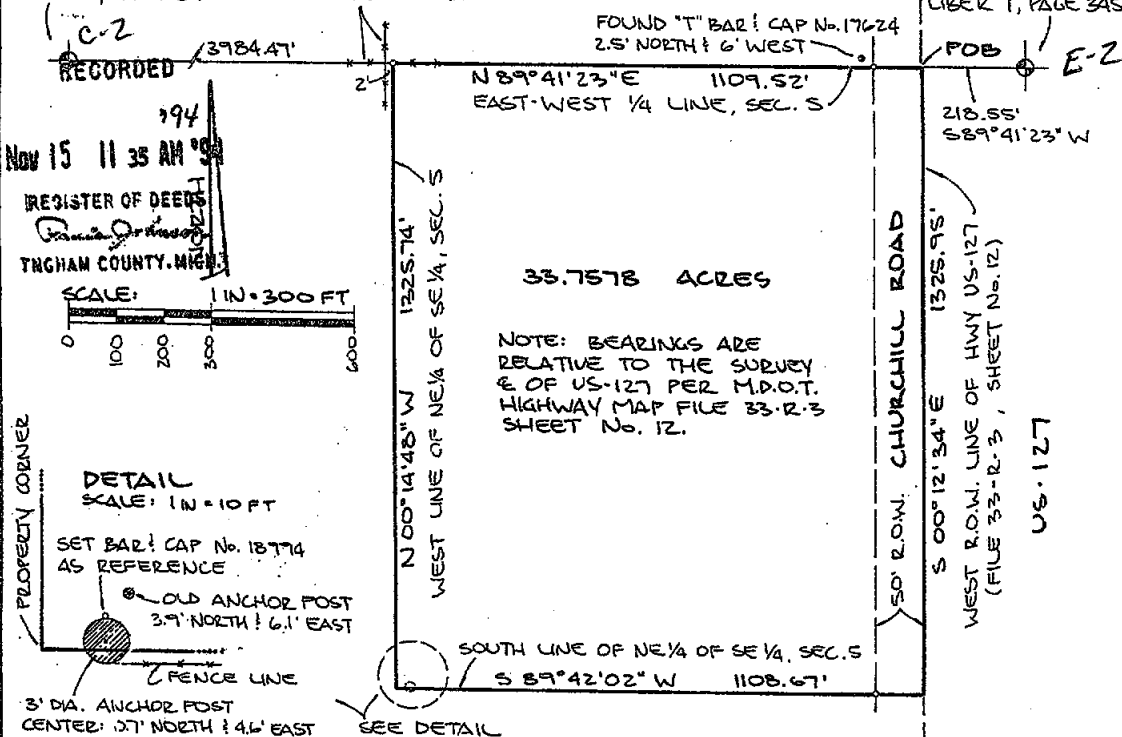 LIBER 1, PAGE 345
C-2
3984.47'
RECORDED
FOUND "T" BAR & CAP No. 17624
2.5' NORTH & 6' WEST
POB
E-2
2'
N 89°41'23"E 1109.52'
EAST-WEST 1/4 LINE, SEC. 5
218.55'
S89°41'23" W
'94
Nov 15 11 35 AM '94
REGISTER OF DEEDS
INGHAM COUNTY. MICH.
NORTH
SCALE: 1 IN = 300 FT
0 100 200 300 600
N 00°14'48" W 1325.74'
WEST LINE OF NE 1/4 OF SE 1/4, SEC. 5
33.7578 ACRES
NOTE: BEARINGS ARE
RELATIVE TO THE SURVEY
℄ OF US-127 PER M.D.O.T.
HIGHWAY MAP FILE 33-R-3
SHEET No. 12.
50' R.O.W. CHURCHILL ROAD
S 00°12'34" E 1325.95'
WEST R.O.W. LINE OF HWY US-127
(FILE 33-R-3, SHEET No. 12)
US-127
PROPERTY CORNER
DETAIL
SCALE: 1 IN = 10 FT
SET BAR & CAP No. 18994
AS REFERENCE
OLD ANCHOR POST
3.9' NORTH & 6.1' EAST
FENCE LINE
3' DIA. ANCHOR POST
CENTER: 0.7' NORTH & 4.6' EAST
SEE DETAIL
SOUTH LINE OF NE 1/4 OF SE 1/4, SEC. 5
S 89°42'02" W 1108.67'